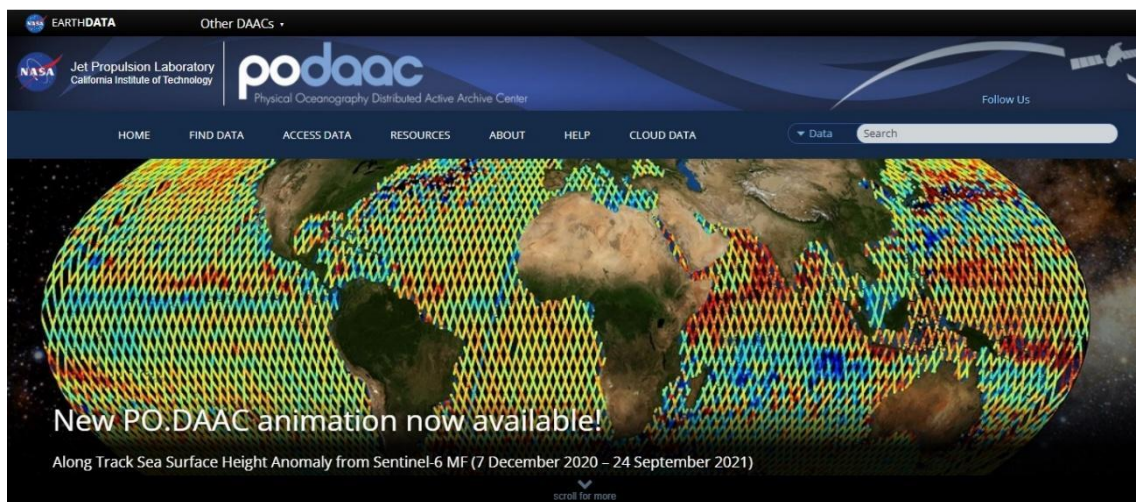 EARTHDATA
Other DAACs
NASA
Jet Propulsion Laboratory
California Institute of Technology
podaac
Physical Oceanography Distributed Active Archive Center
Follow Us
HOME FIND DATA ACCESS DATA RESOURCES ABOUT HELP CLOUD DATA
Data Search
New PO.DAAC animation now available!
Along Track Sea Surface Height Anomaly from Sentinel-6 MF (7 December 2020 – 24 September 2021)
scroll for more